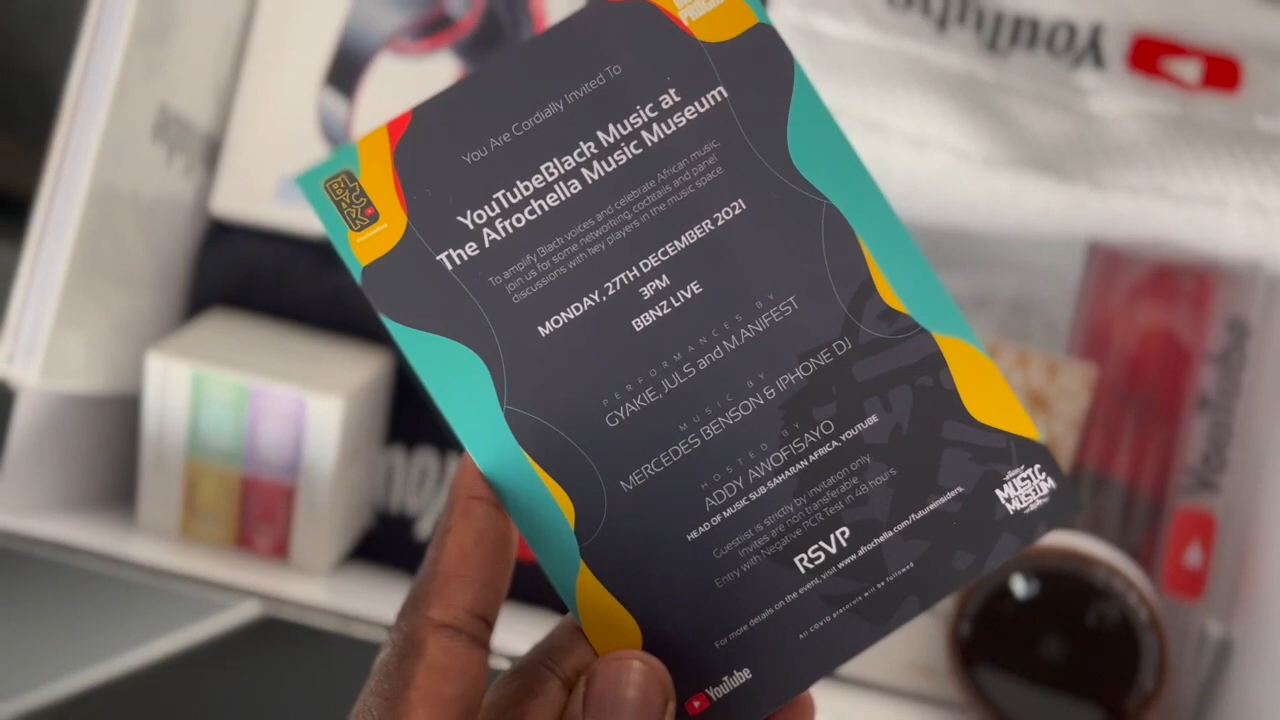 YouTube
You Are Cordially Invited To
YouTubeBlack Music at
The Afrochella Music Museum
To amplify Black voices and celebrate African music,
join us for some networking, cocktails and panel
discussions with key players in the music space.
MONDAY, 27TH DECEMBER 2021
3PM
BBNZ LIVE
PERFORMANCES BY
GYAKIE, JULS and M.ANIFEST
MUSIC BY
MERCEDES BENSON & IPHONE DJ
HOSTED BY
ADDY AWOFISAYO
HEAD OF MUSIC SUB-SAHARAN AFRICA, YOUTUBE
Guestlist is strictly by invitation only
invites are non transferable
Entry with Negative PCR Test in 48 hours
RSVP
For more details on the event, visit www.afrochella.com/futureinsiders.
All COVID protocols will be followed
YouTube
BLACK
MUSIC
MUSEUM
YouTube